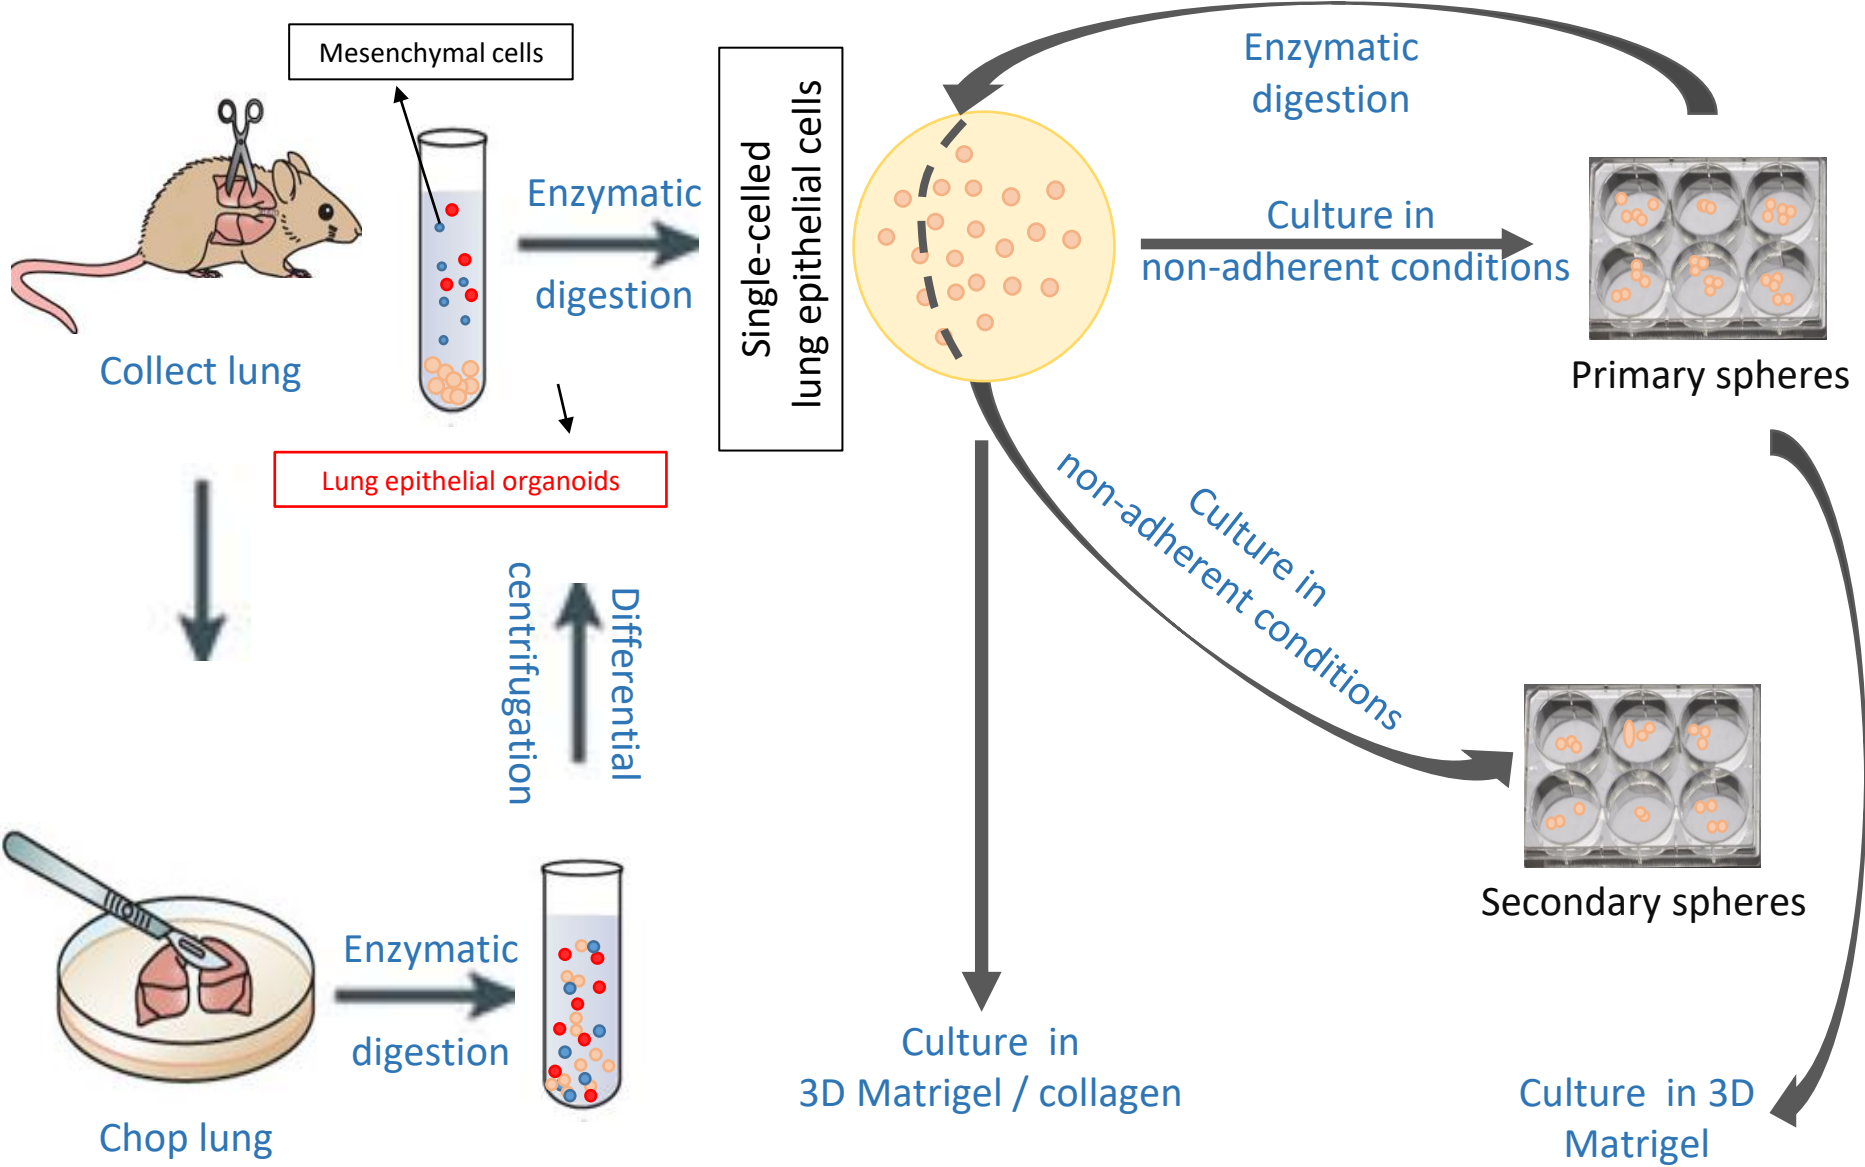 Mesenchymal cells
Collect lung
Enzymatic
digestion
Lung epithelial organoids
Single-celled
lung epithelial cells
Enzymatic
digestion
Culture in
non-adherent conditions
Primary spheres
Culture in
non-adherent conditions
Secondary spheres
Differential
centrifugation
Enzymatic
digestion
Chop lung
Culture in
3D Matrigel / collagen
Culture in 3D
Matrigel